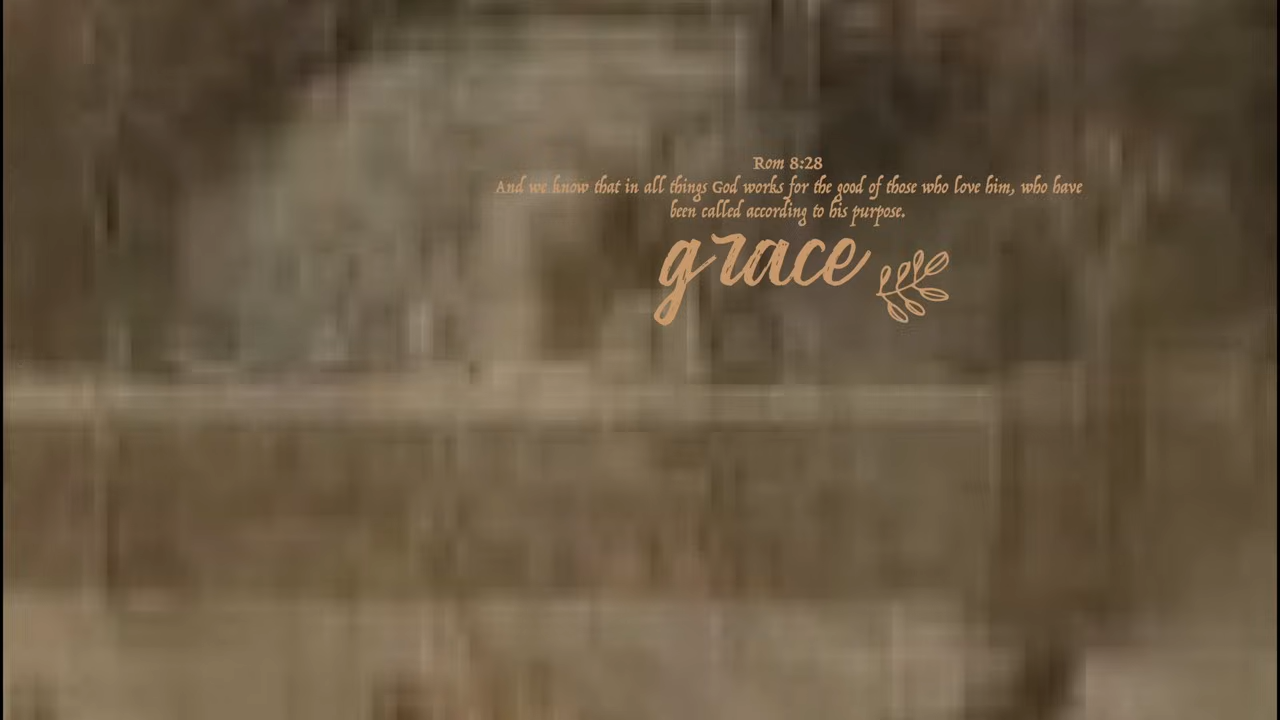 Rom 8:28
And we know that in all things God works for the good of those who love him, who have
been called according to his purpose.
grace